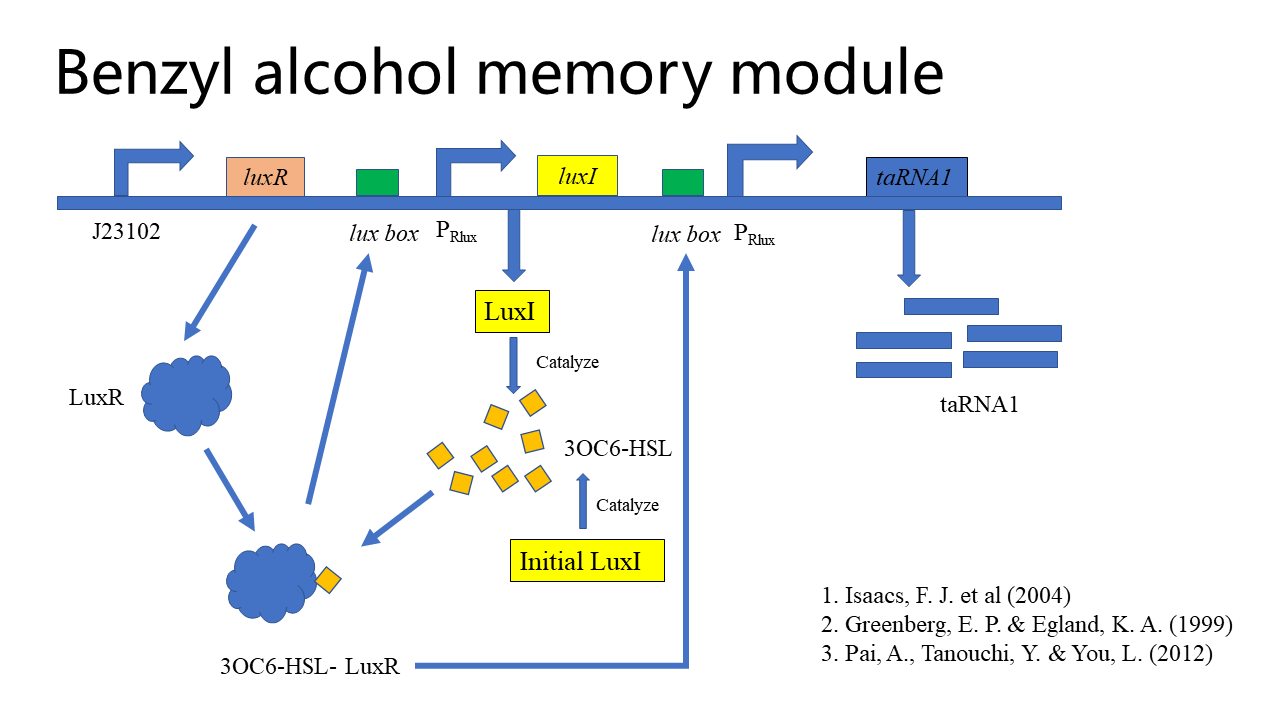 Benzyl alcohol memory module
luxR
luxI
taRNA1
J23102
lux box
PRlux
lux box
PRlux
LuxI
Catalyze
LuxR
taRNA1
3OC6-HSL
Catalyze
Initial LuxI
1. Isaacs, F. J. et al (2004)
2. Greenberg, E. P. & Egland, K. A. (1999)
3. Pai, A., Tanouchi, Y. & You, L. (2012)
3OC6-HSL- LuxR